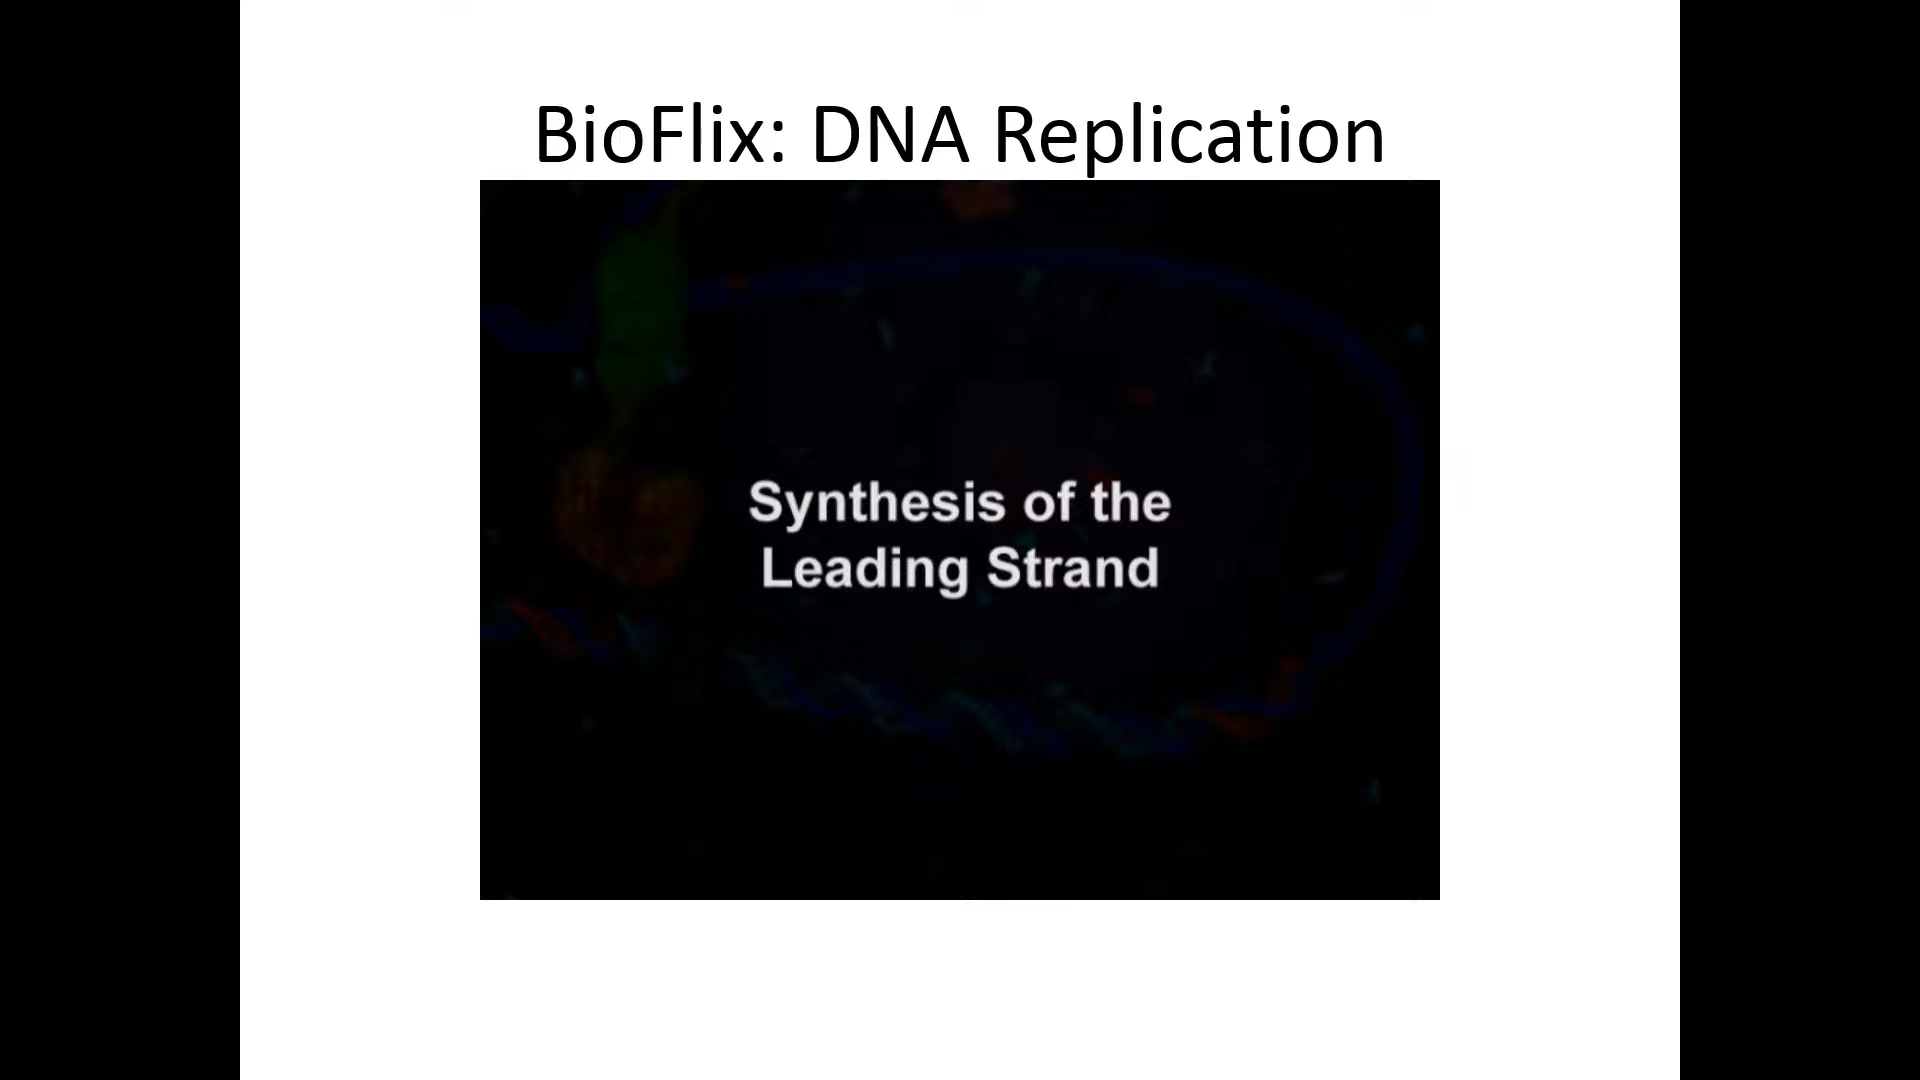 BioFlix: DNA Replication
Synthesis of the
Leading Strand